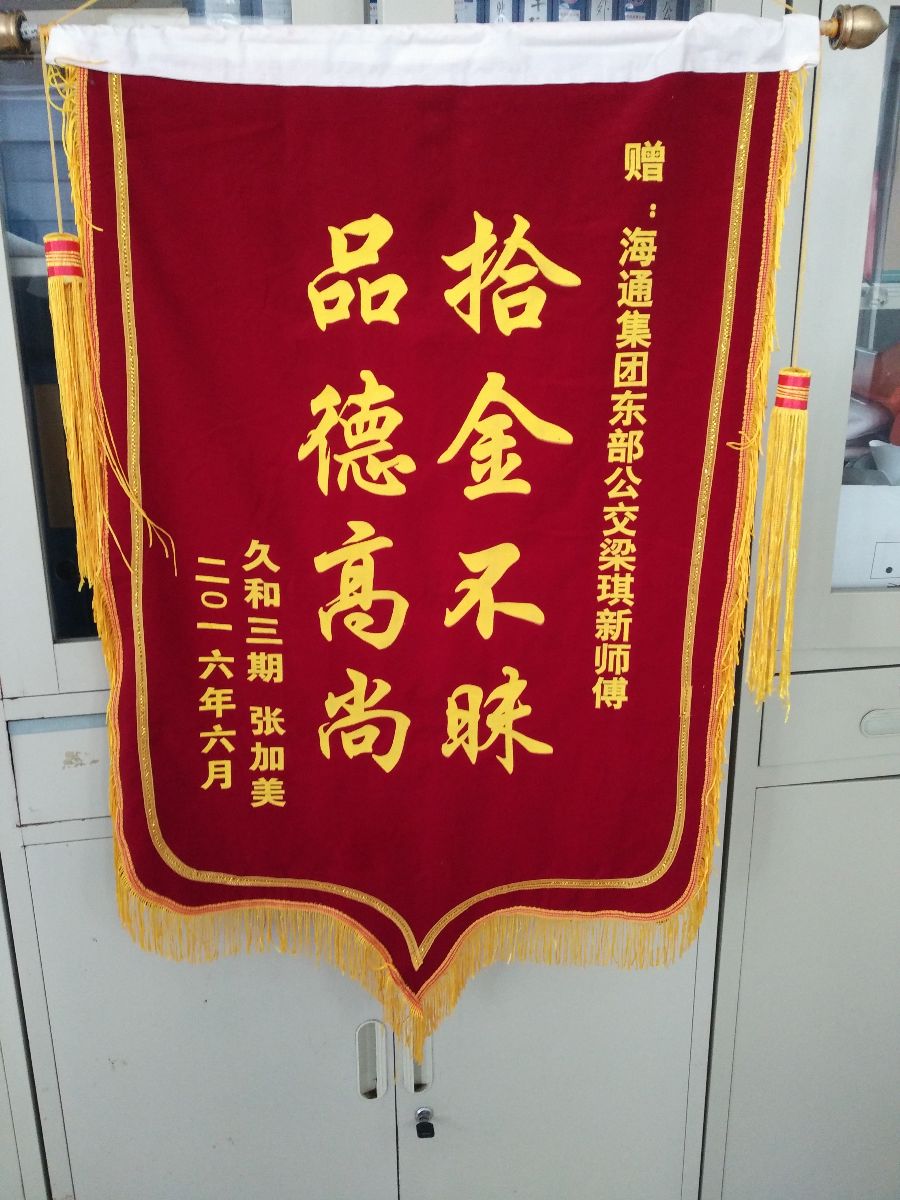 赠：海通集团东部公交梁琪新师傅
拾金不昧
品德高尚
久和三期 张加美
二〇一六年六月